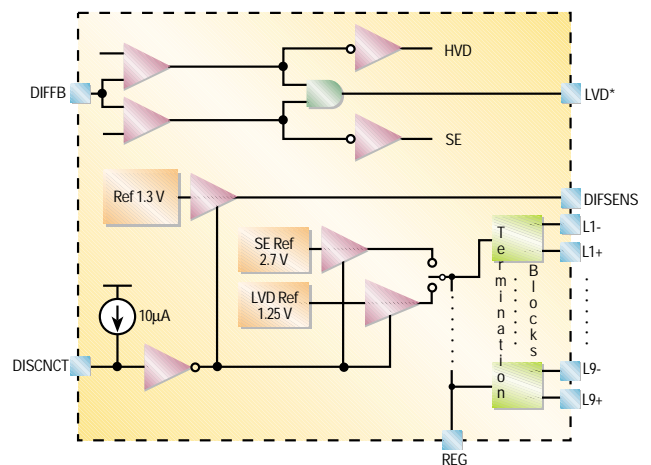 HVD
DIFFB
LVD*
SE
Ref 1.3 V
DIFSENS
SE Ref
2.7 V
LVD Ref
1.25 V
Termination
Blocks
L1-
L1+
10µA
DISCNCT
L9-
L9+
REG